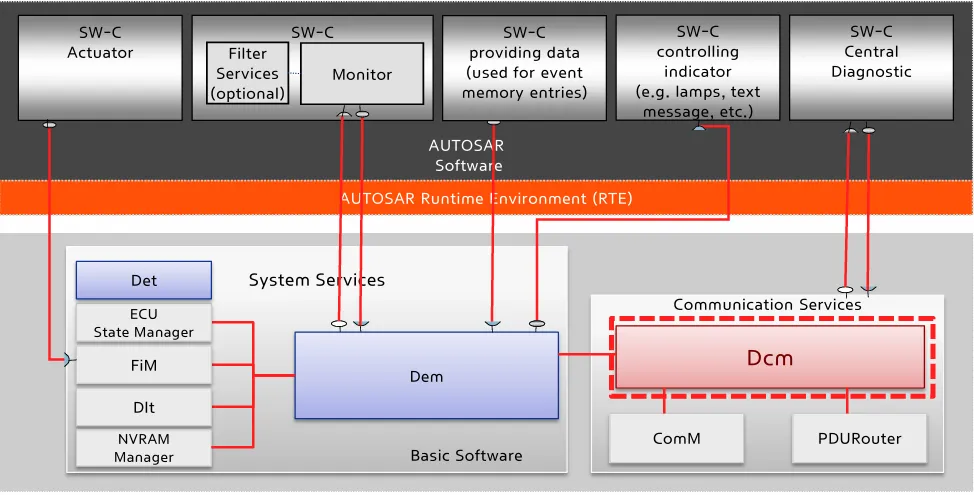 SW-C
Actuator
SW-C
Filter
Services
(optional)
Monitor
SW-C
providing data
(used for event
memory entries)
SW-C
controlling
indicator
(e.g. lamps, text
message, etc.)
SW-C
Central
Diagnostic
AUTOSAR
Software
AUTOSAR Runtime Environment (RTE)
System Services
Det
ECU
State Manager
FiM
Dlt
NVRAM
Manager
Dem
Basic Software
Communication Services
Dcm
ComM
PDURouter